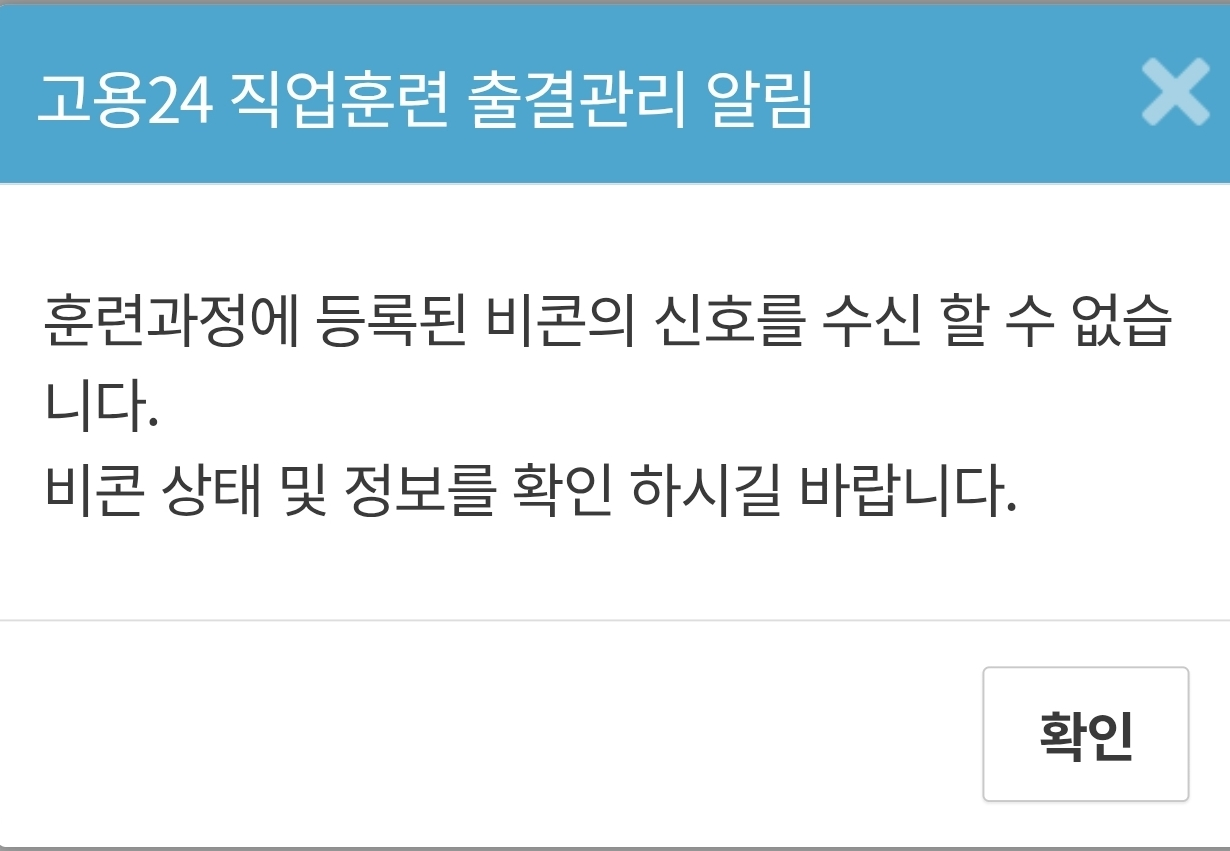 고용24 직업훈련 출결관리 알림
훈련과정에 등록된 비콘의 신호를 수신 할 수 없습
니다.
비콘 상태 및 정보를 확인 하시길 바랍니다.
확인